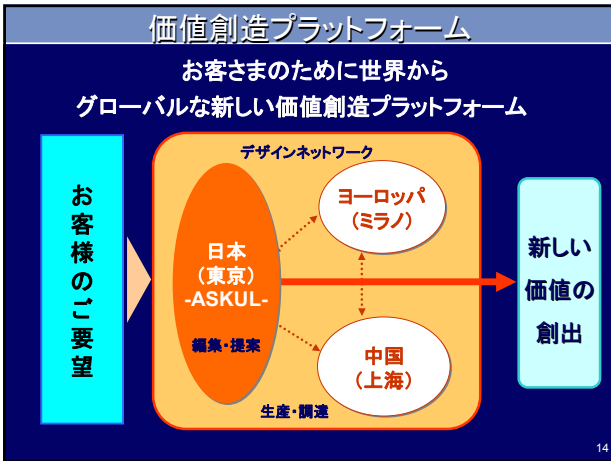 価値創造プラットフォーム
お客さまのために世界から
グローバルな新しい価値創造プラットフォーム
お客様のご要望
デザインネットワーク
日本
(東京)
-ASKUL-
編集・提案
ヨーロッパ
(ミラノ)
中国
(上海)
生産・調達
新しい
価値の
創出
14